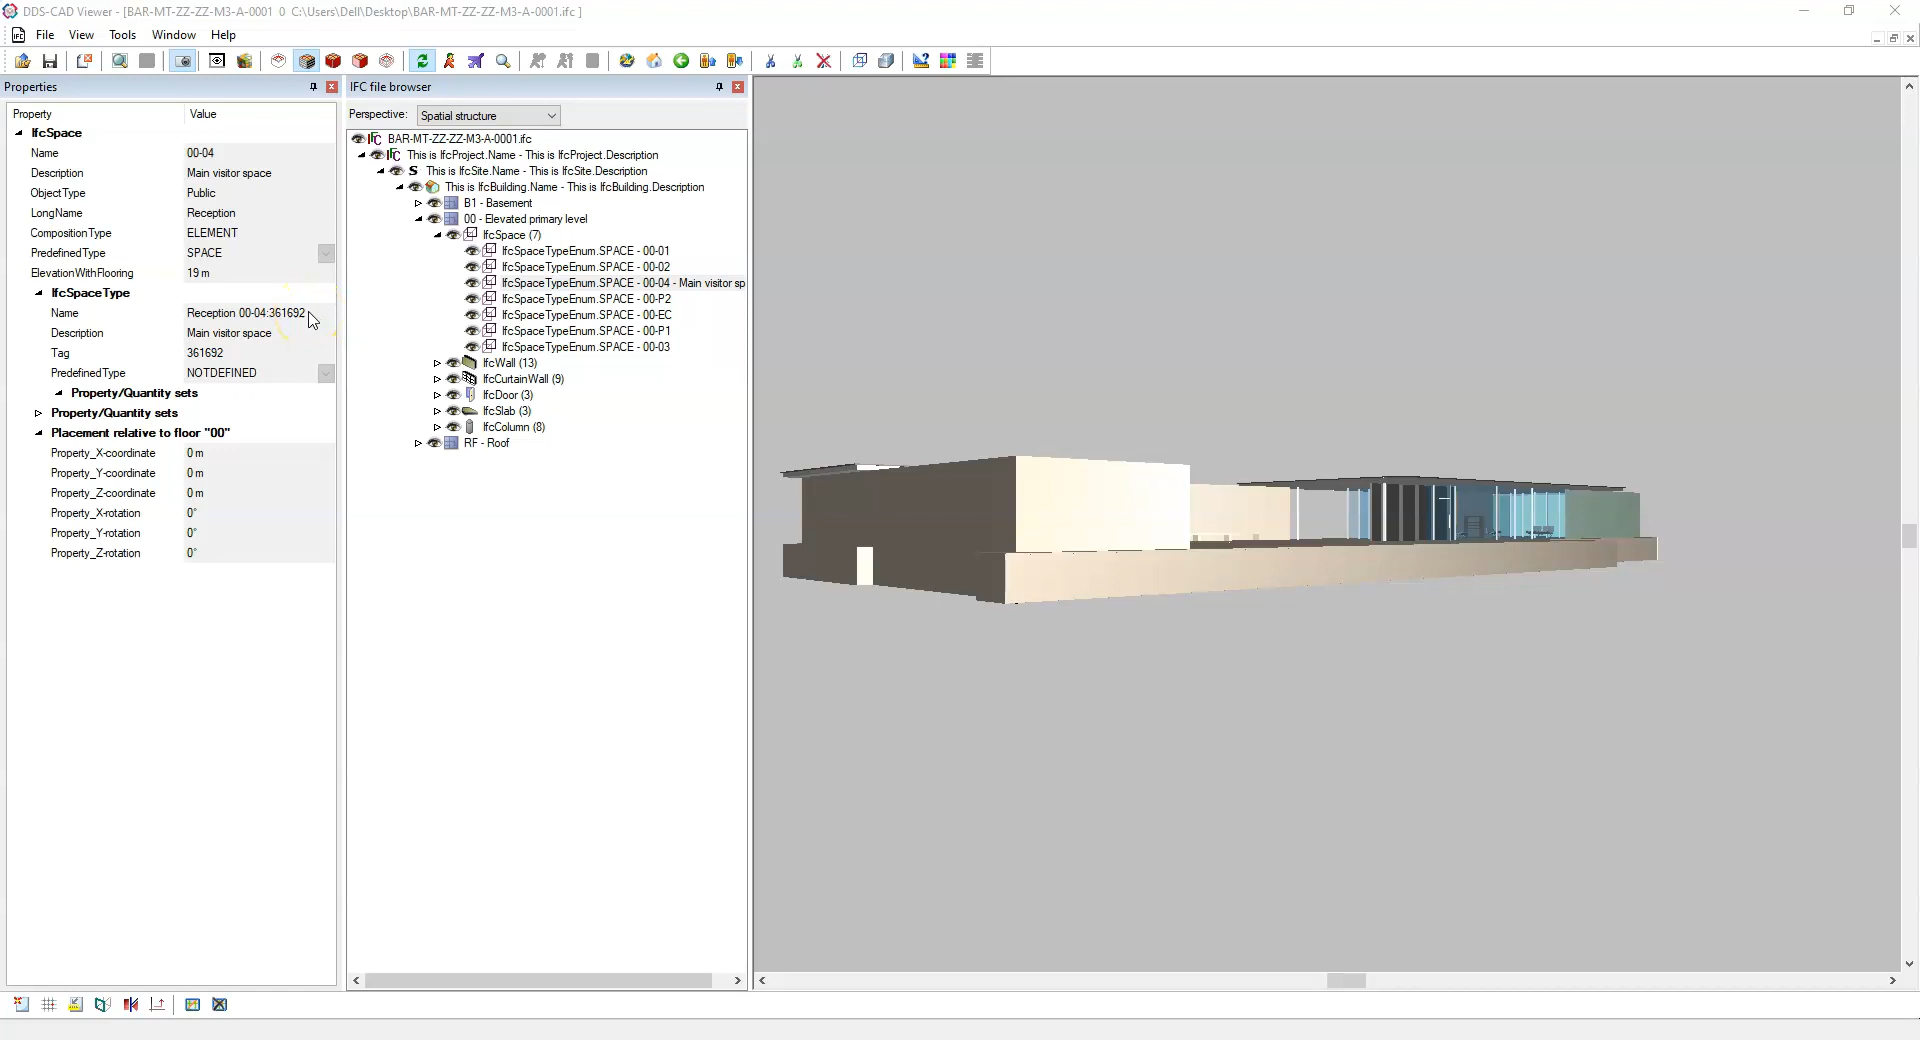 DDS-CAD Viewer - [BAR-MT-ZZ-ZZ-M3-A-0001 0 C:\Users\Dell\Desktop\BAR-MT-ZZ-ZZ-M3-A-0001.ifc ]
File View Tools Window Help
Properties
Property Value
IfcSpace
Name 00-04
Description Main visitor space
ObjectType Public
LongName Reception
CompositionType ELEMENT
PredefinedType SPACE
ElevationWithFlooring 19 m
IfcSpaceType
Name Reception 00-04:361692
Description Main visitor space
Tag 361692
PredefinedType NOTDEFINED
Property/Quantity sets
Property/Quantity sets
Placement relative to floor "00"
Property_X-coordinate 0 m
Property_Y-coordinate 0 m
Property_Z-coordinate 0 m
Property_X-rotation 0°
Property_Y-rotation 0°
Property_Z-rotation 0°
IFC file browser
Perspective: Spatial structure
BAR-MT-ZZ-ZZ-M3-A-0001.ifc
This is IfcProject.Name - This is IfcProject.Description
S This is IfcSite.Name - This is IfcSite.Description
This is IfcBuilding.Name - This is IfcBuilding.Description
B1 - Basement
00 - Elevated primary level
IfcSpace (7)
IfcSpaceTypeEnum.SPACE - 00-01
IfcSpaceTypeEnum.SPACE - 00-02
IfcSpaceTypeEnum.SPACE - 00-04 - Main visitor sp
IfcSpaceTypeEnum.SPACE - 00-P2
IfcSpaceTypeEnum.SPACE - 00-EC
IfcSpaceTypeEnum.SPACE - 00-P1
IfcSpaceTypeEnum.SPACE - 00-03
IfcWall (13)
IfcCurtainWall (9)
IfcDoor (3)
IfcSlab (3)
IfcColumn (8)
RF - Roof